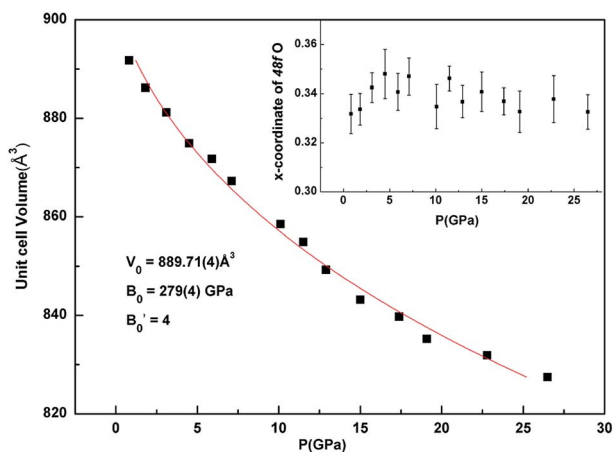 900
880
860
840
820
Unit cell Volume(Å³)
0 5 10 15 20 25 30
P(GPa)
V₀ = 889.71(4)Å³
B₀ = 279(4) GPa
B₀' = 4
0.36
0.34
0.32
0.30
x-coordinate of 48f O
0 5 10 15 20 25
P(GPa)